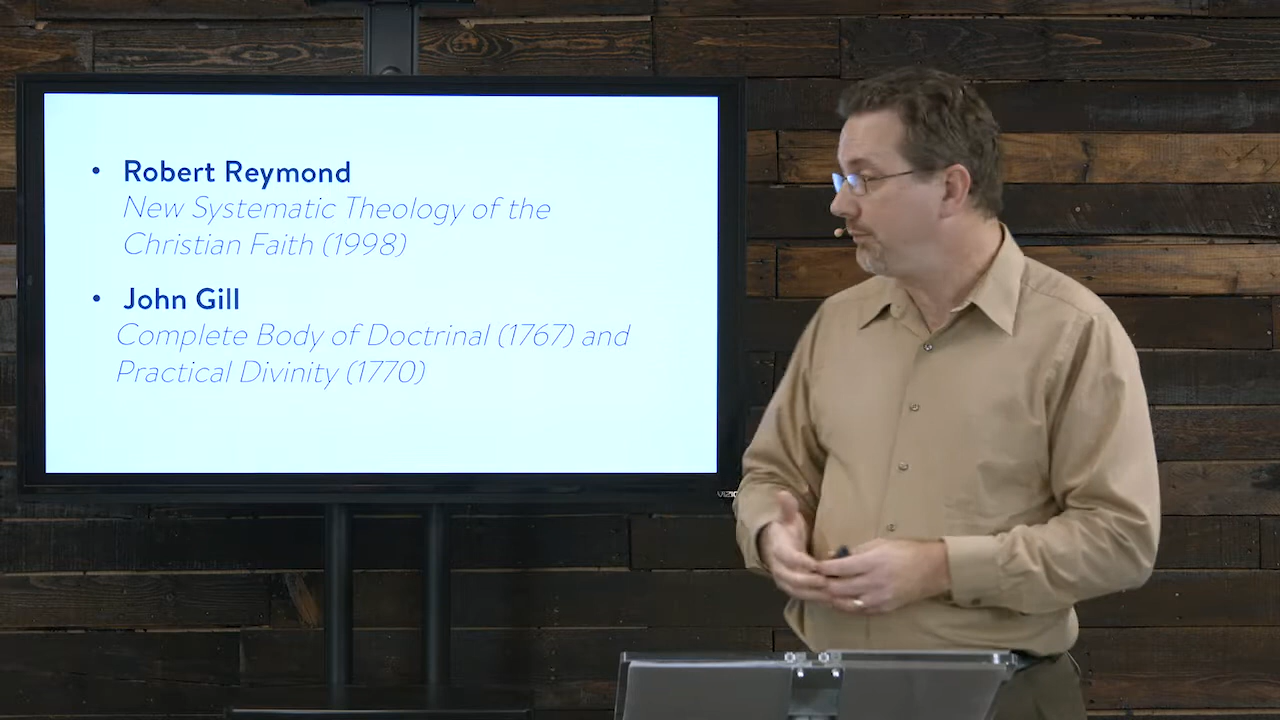 • Robert Reymond
New Systematic Theology of the
Christian Faith (1998)
• John Gill
Complete Body of Doctrinal (1767) and
Practical Divinity (1770)